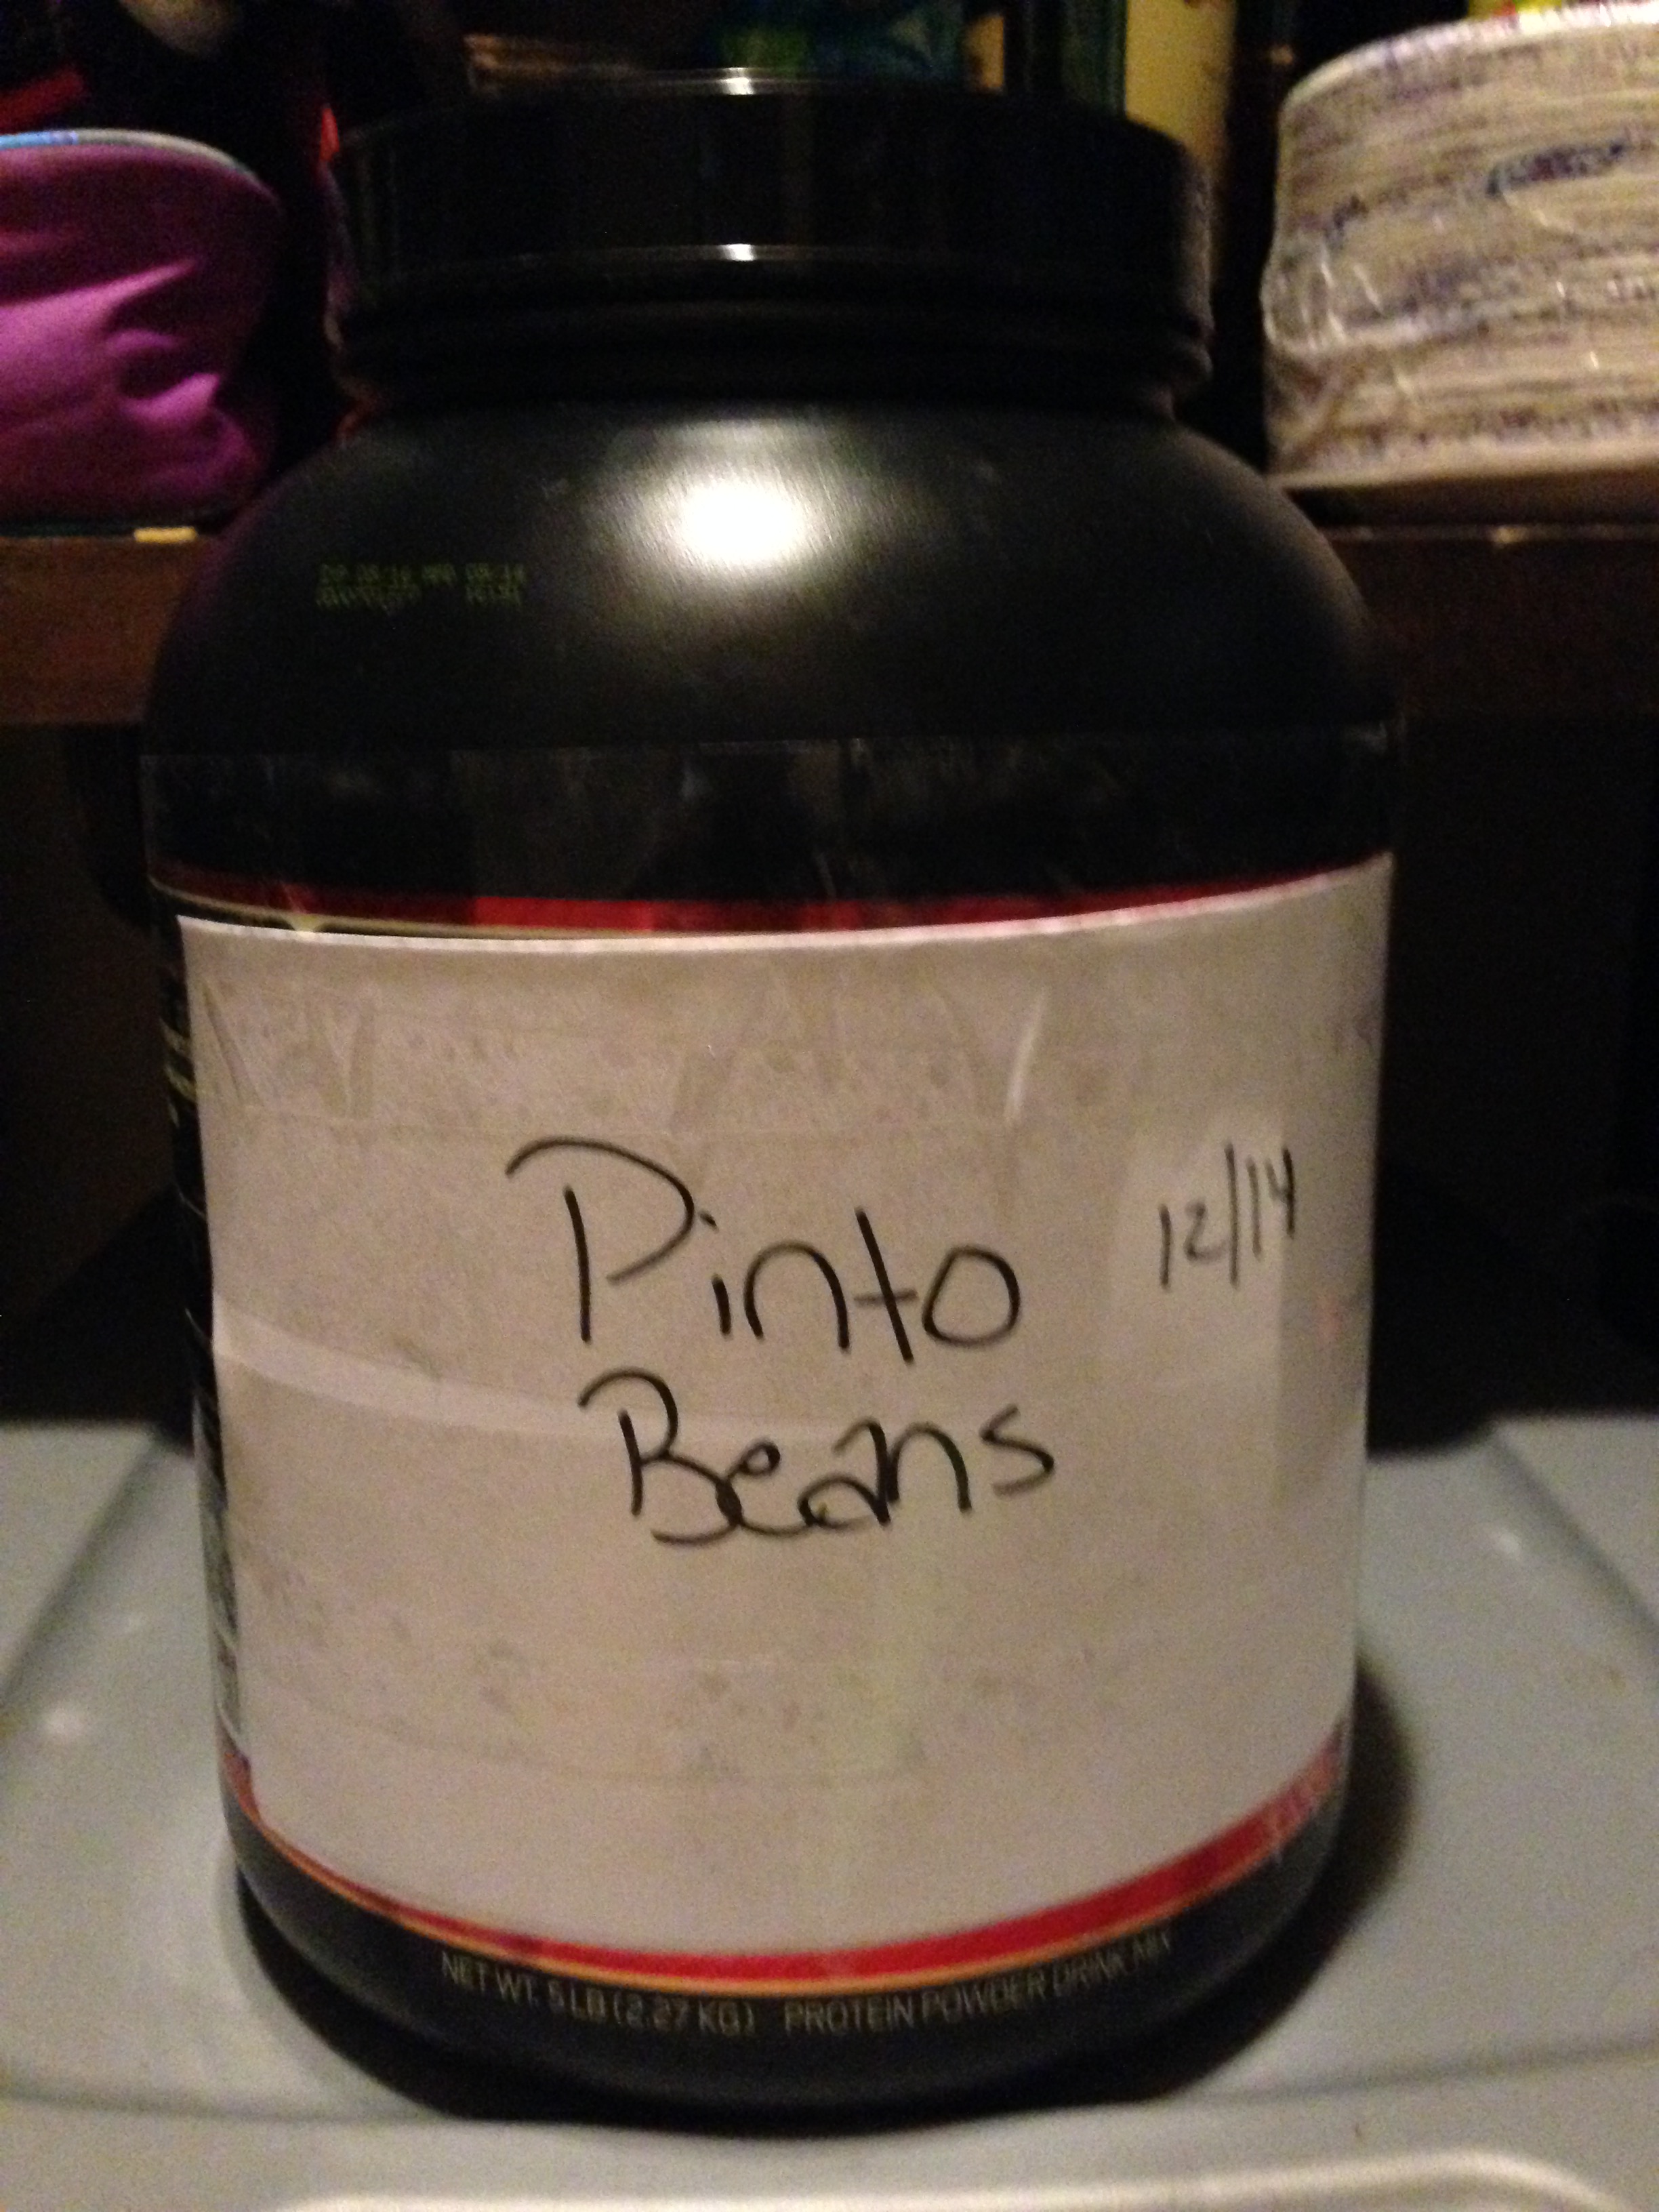 Pinto
12/14
Beans
NET WT. 5 LB (2.27 KG) PROTEIN POWDER DRINK MIX